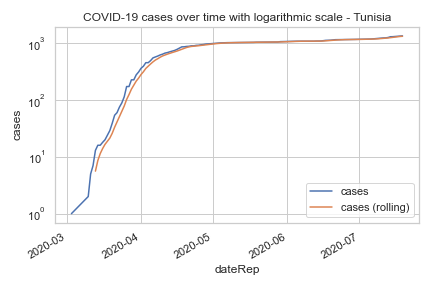 COVID-19 cases over time with logarithmic scale - Tunisia
10³
10²
10¹
10⁰
cases
cases
cases (rolling)
2020-03
2020-04
2020-05
2020-06
2020-07
dateRep